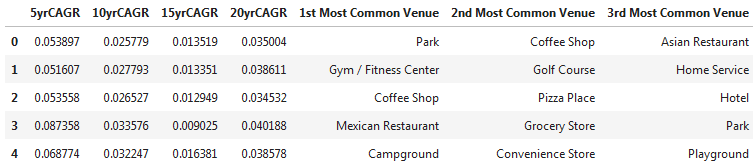 5yrCAGR 10yrCAGR 15yrCAGR 20yrCAGR 1st Most Common Venue 2nd Most Common Venue 3rd Most Common Venue
0 0.053897 0.025779 0.013519 0.035004 Park Coffee Shop Asian Restaurant
1 0.051607 0.027793 0.013351 0.038611 Gym / Fitness Center Golf Course Home Service
2 0.053558 0.026527 0.012949 0.034532 Coffee Shop Pizza Place Hotel
3 0.087358 0.033576 0.009025 0.040188 Mexican Restaurant Grocery Store Park
4 0.068774 0.032247 0.016381 0.038578 Campground Convenience Store Playground